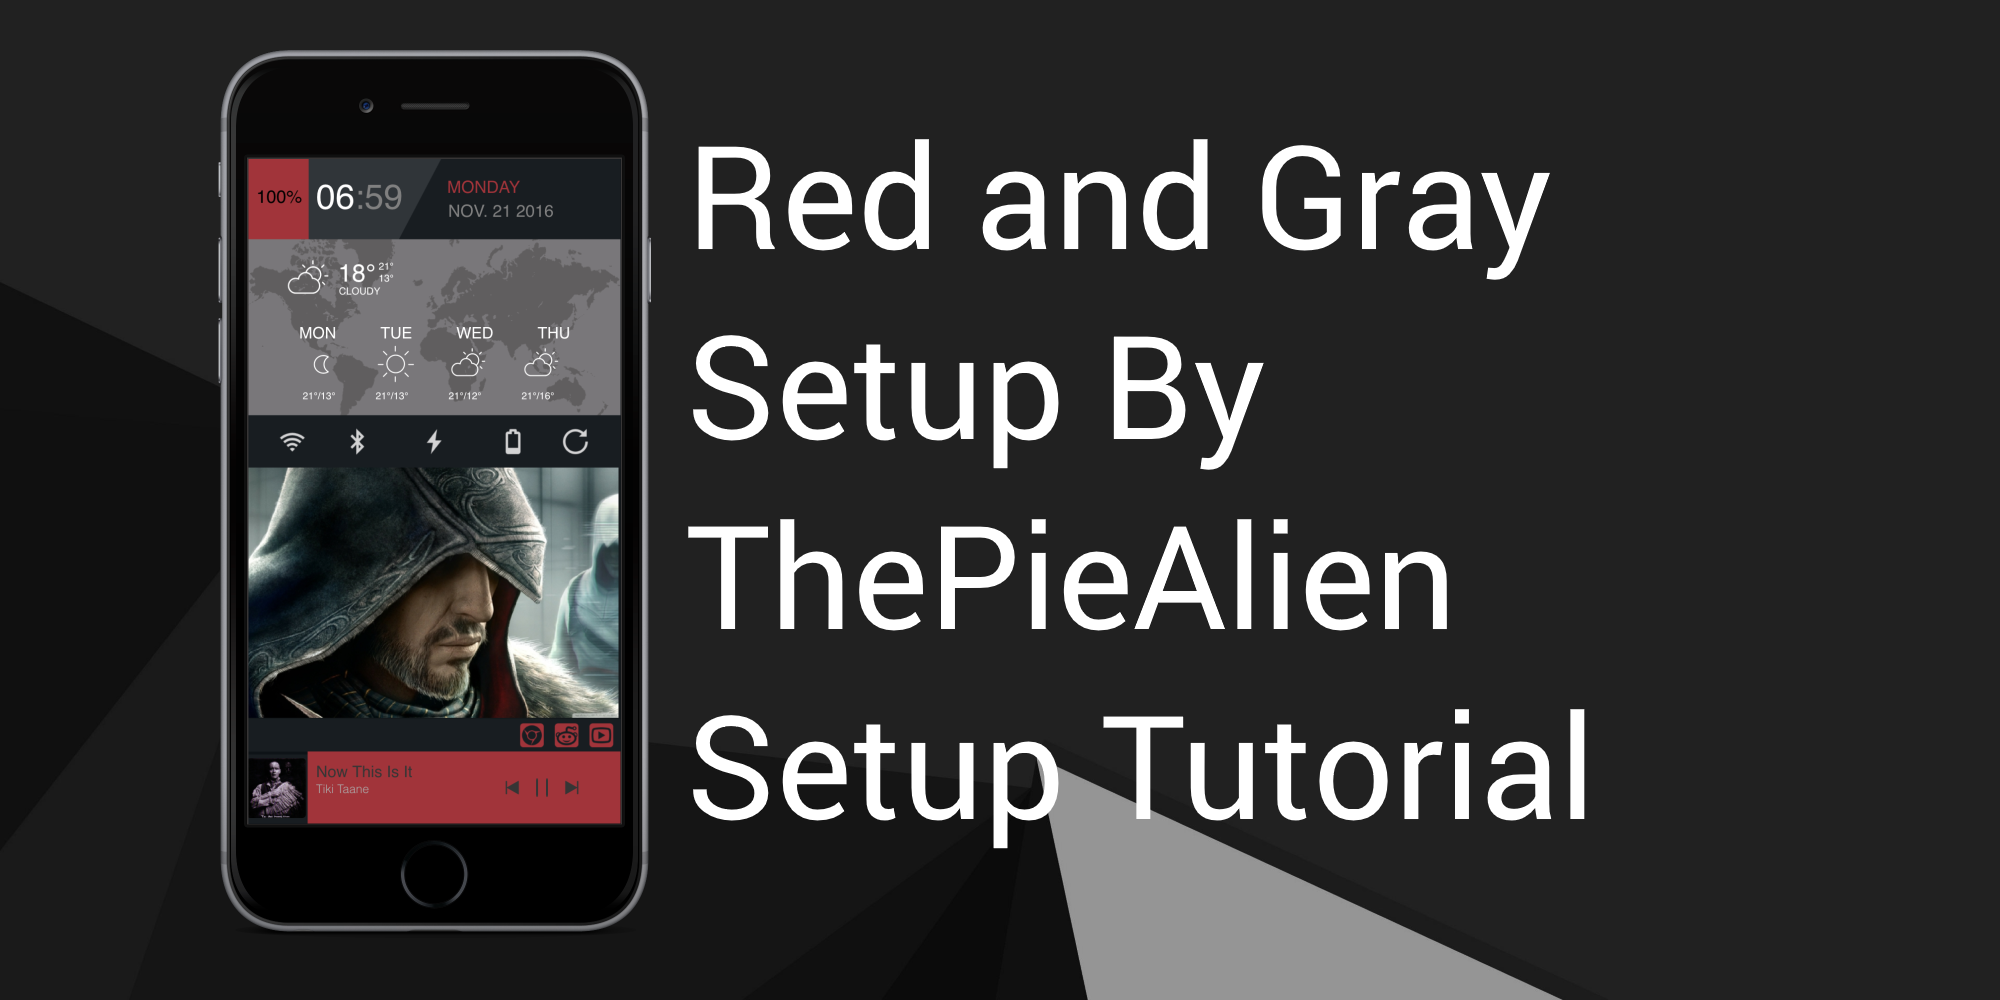 Red and Gray
Setup By
ThePieAlien
Setup Tutorial
100%
06:59
MONDAY
NOV. 21 2016
18° 21°
13°
CLOUDY
MON TUE WED THU
21°/13° 21°/13° 21°/12° 21°/16°
Now This Is It
Tiki Taane